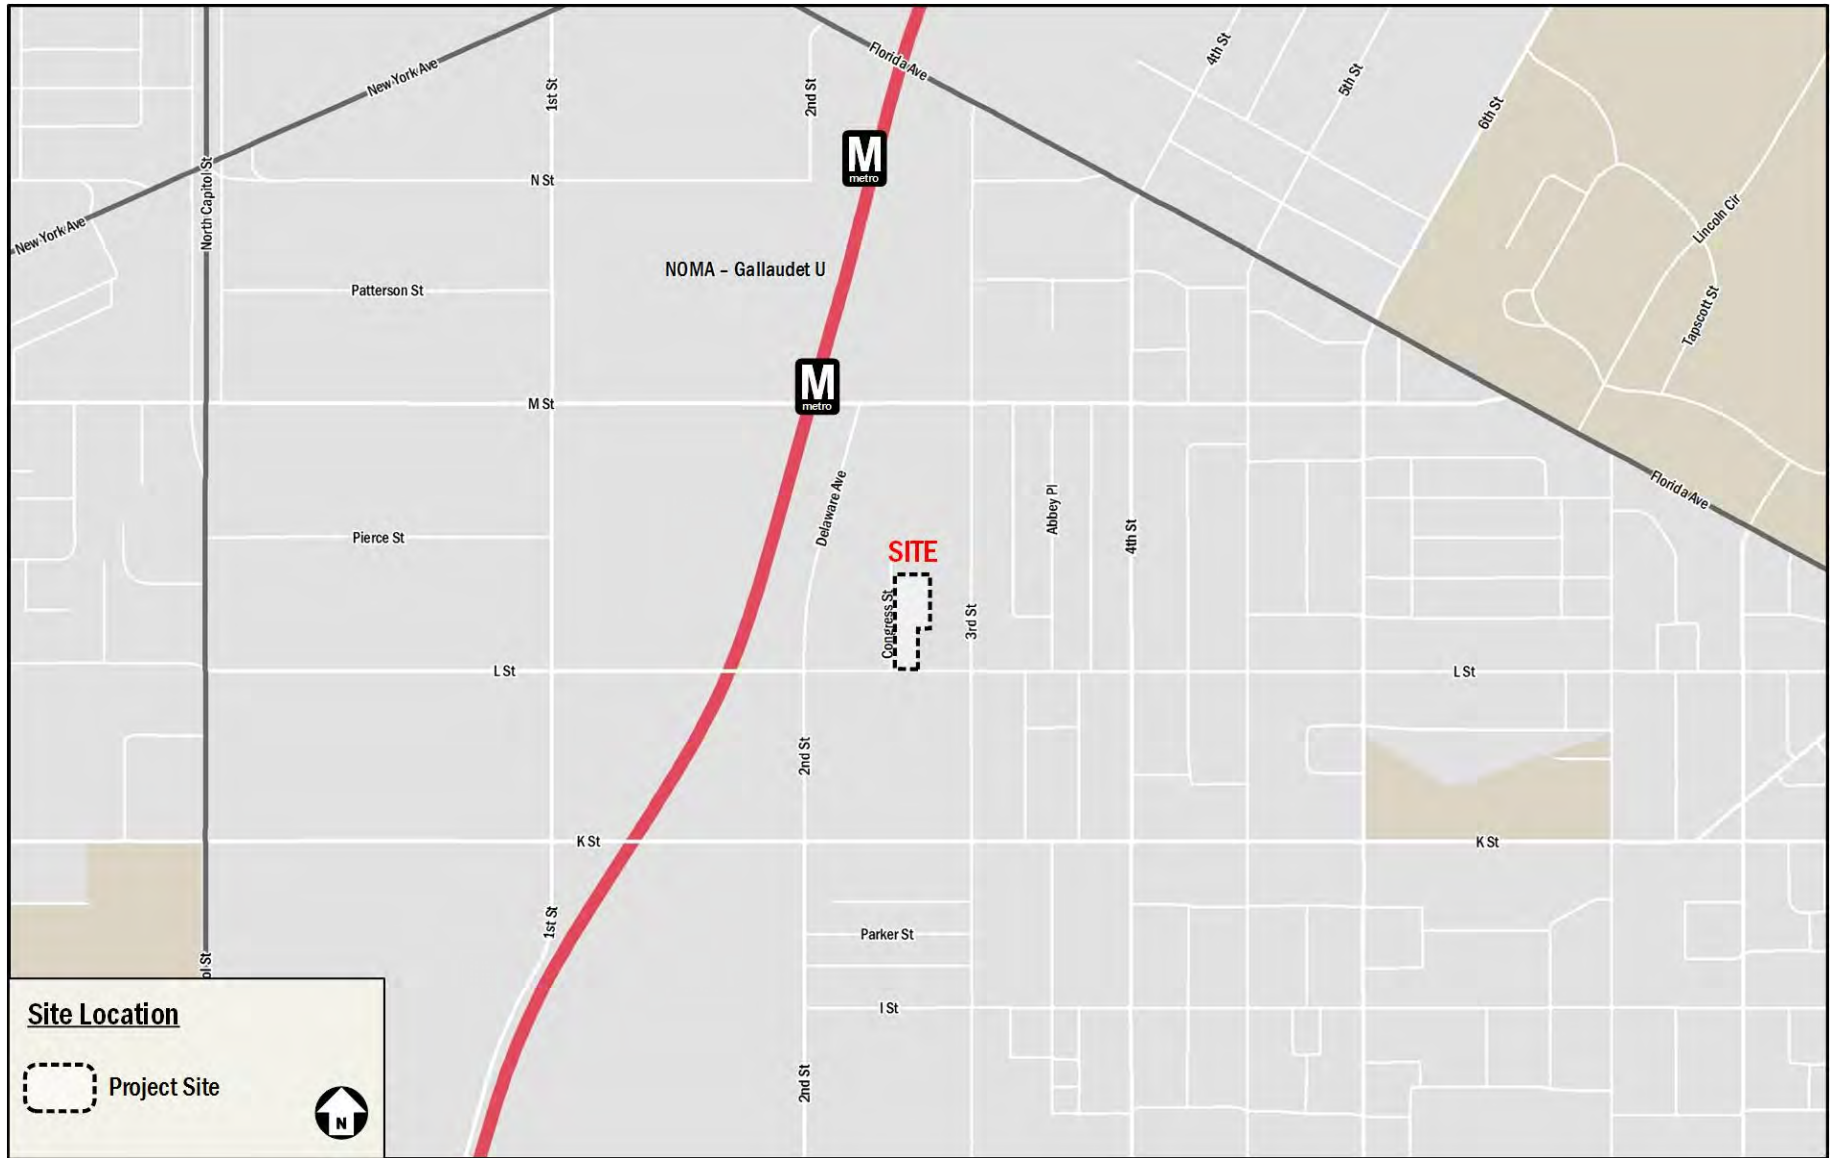 Florida Ave
4th St
New York Ave
5th St
1st St
2nd St
6th St
M
metro
N St
North Capitol St
New York Ave
Lincoln Cir
NOMA – Gallaudet U
Patterson St
Tapscott St
M
metro
M St
Delaware Ave
Abbey Pl
4th St
Florida Ave
Pierce St
SITE
Congress St
3rd St
L St
L St
2nd St
K St
K St
1st St
Parker St
ol St
I St
2nd St
Site Location
Project Site
N